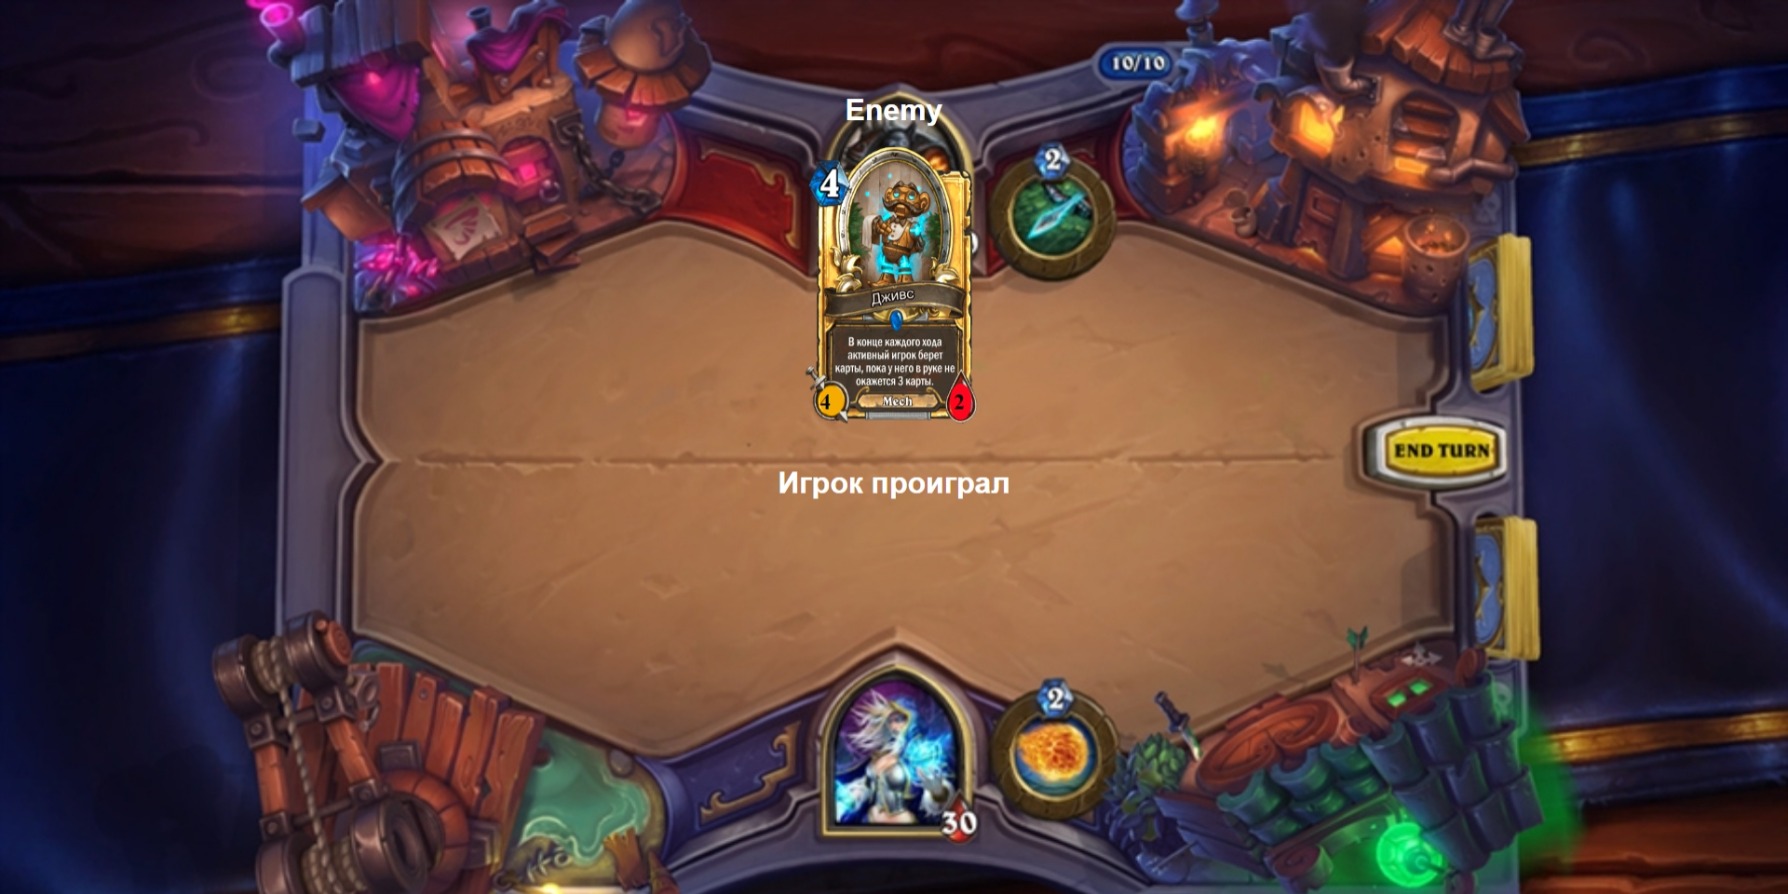 10/10
Enemy
2
4
Дживс
В конце каждого хода
активный игрок берет
карты, пока у него в руке не
окажется 3 карты.
4
Mech
2
END TURN
Игрок проиграл
2
30